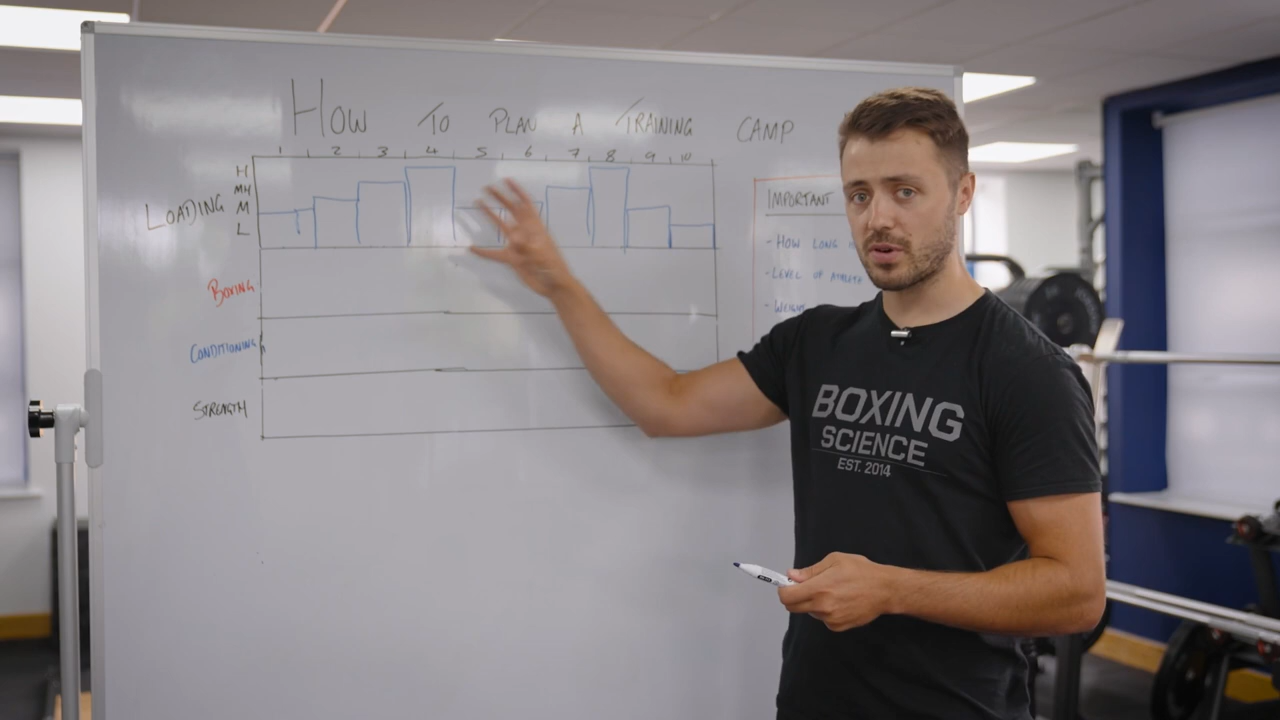 HOW TO PLAN A TRAINING CAMP
1 2 3 4 5 6 7 8 9 10
H
MH
M
L
LOADING
IMPORTANT
- HOW LONG
- LEVEL OF ATHLETE
BOXING
CONDITIONING
STRENGTH
BOXING
SCIENCE
EST. 2014